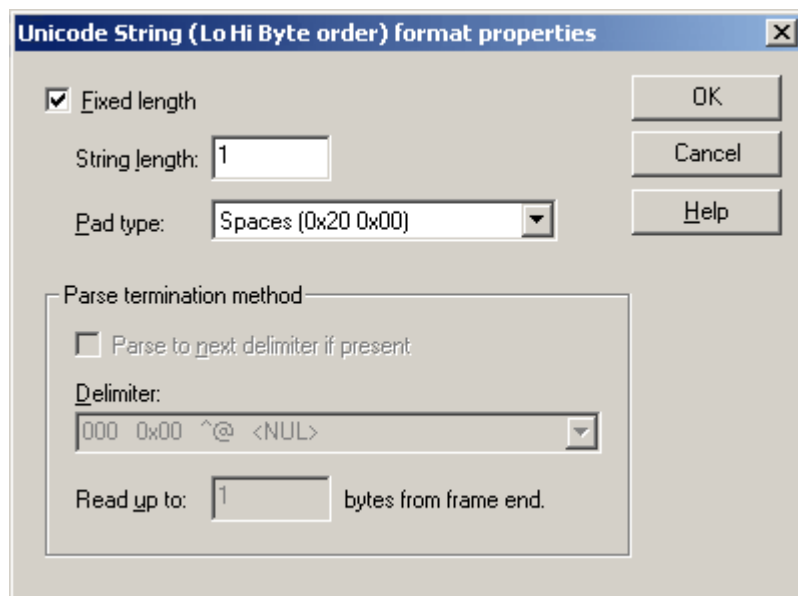 Unicode String (Lo Hi Byte order) format properties
Fixed length
OK
String length: 1
Cancel
Pad type: Spaces (0x20 0x00)
Help
Parse termination method
Parse to next delimiter if present
Delimiter:
000 0x00 ^@ <NUL>
Read up to: 1 bytes from frame end.